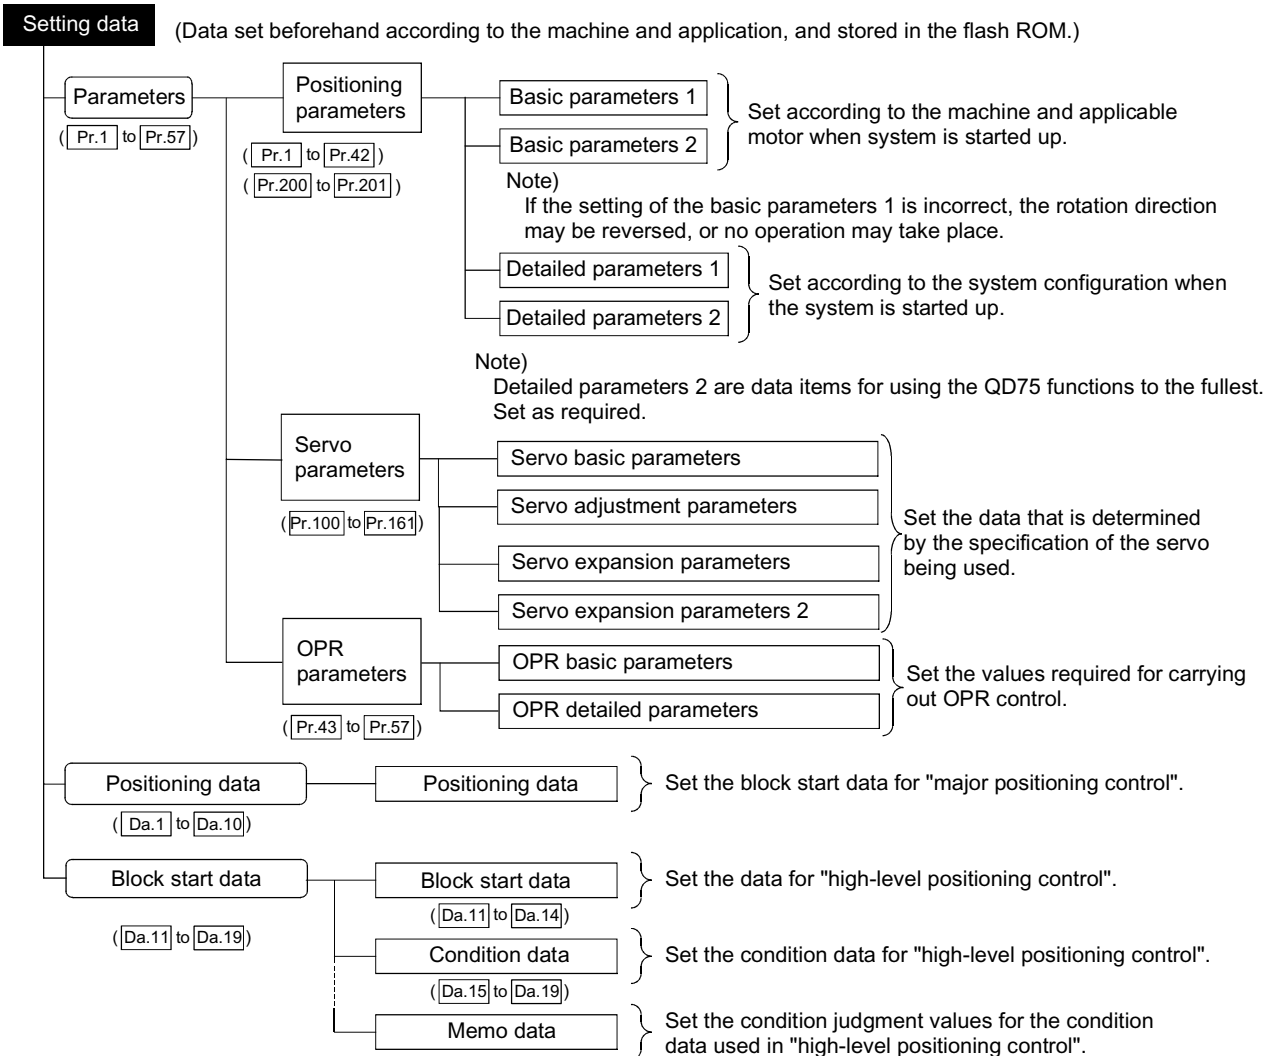 Setting data
(Data set beforehand according to the machine and application, and stored in the flash ROM.)
Parameters
( Pr.1 to Pr.57 )
Positioning
parameters
( Pr.1 to Pr.42 )
( Pr.200 to Pr.201 )
Basic parameters 1
Basic parameters 2
Set according to the machine and applicable
motor when system is started up.
Note)
If the setting of the basic parameters 1 is incorrect, the rotation direction
may be reversed, or no operation may take place.
Detailed parameters 1
Detailed parameters 2
Set according to the system configuration when
the system is started up.
Note)
Detailed parameters 2 are data items for using the QD75 functions to the fullest.
Set as required.
Servo
parameters
( Pr.100 to Pr.161 )
Servo basic parameters
Servo adjustment parameters
Servo expansion parameters
Servo expansion parameters 2
Set the data that is determined
by the specification of the servo
being used.
OPR
parameters
( Pr.43 to Pr.57 )
OPR basic parameters
OPR detailed parameters
Set the values required for carrying
out OPR control.
Positioning data
( Da.1 to Da.10 )
Positioning data
Set the block start data for "major positioning control".
Block start data
( Da.11 to Da.19 )
Block start data
( Da.11 to Da.14 )
Set the data for "high-level positioning control".
Condition data
( Da.15 to Da.19 )
Set the condition data for "high-level positioning control".
Memo data
Set the condition judgment values for the condition
data used in "high-level positioning control".